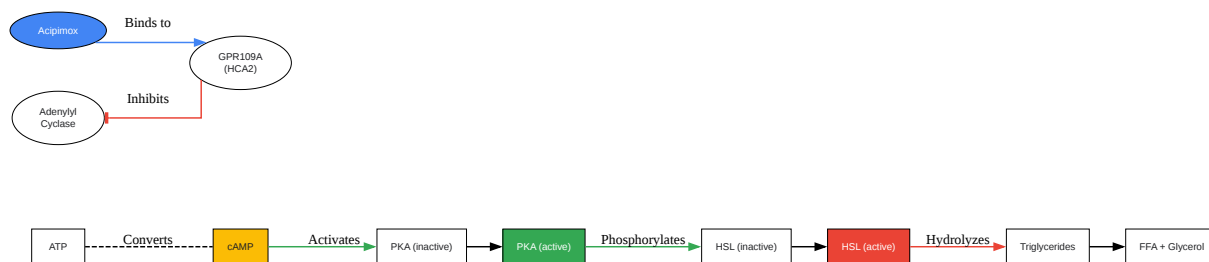 Acipimox
Binds to
GPR109A
(HCA2)
Inhibits
Adenylyl
Cyclase
ATP
Converts
cAMP
Activates
PKA (inactive)
PKA (active)
Phosphorylates
HSL (inactive)
HSL (active)
Hydrolyzes
Triglycerides
FFA + Glycerol